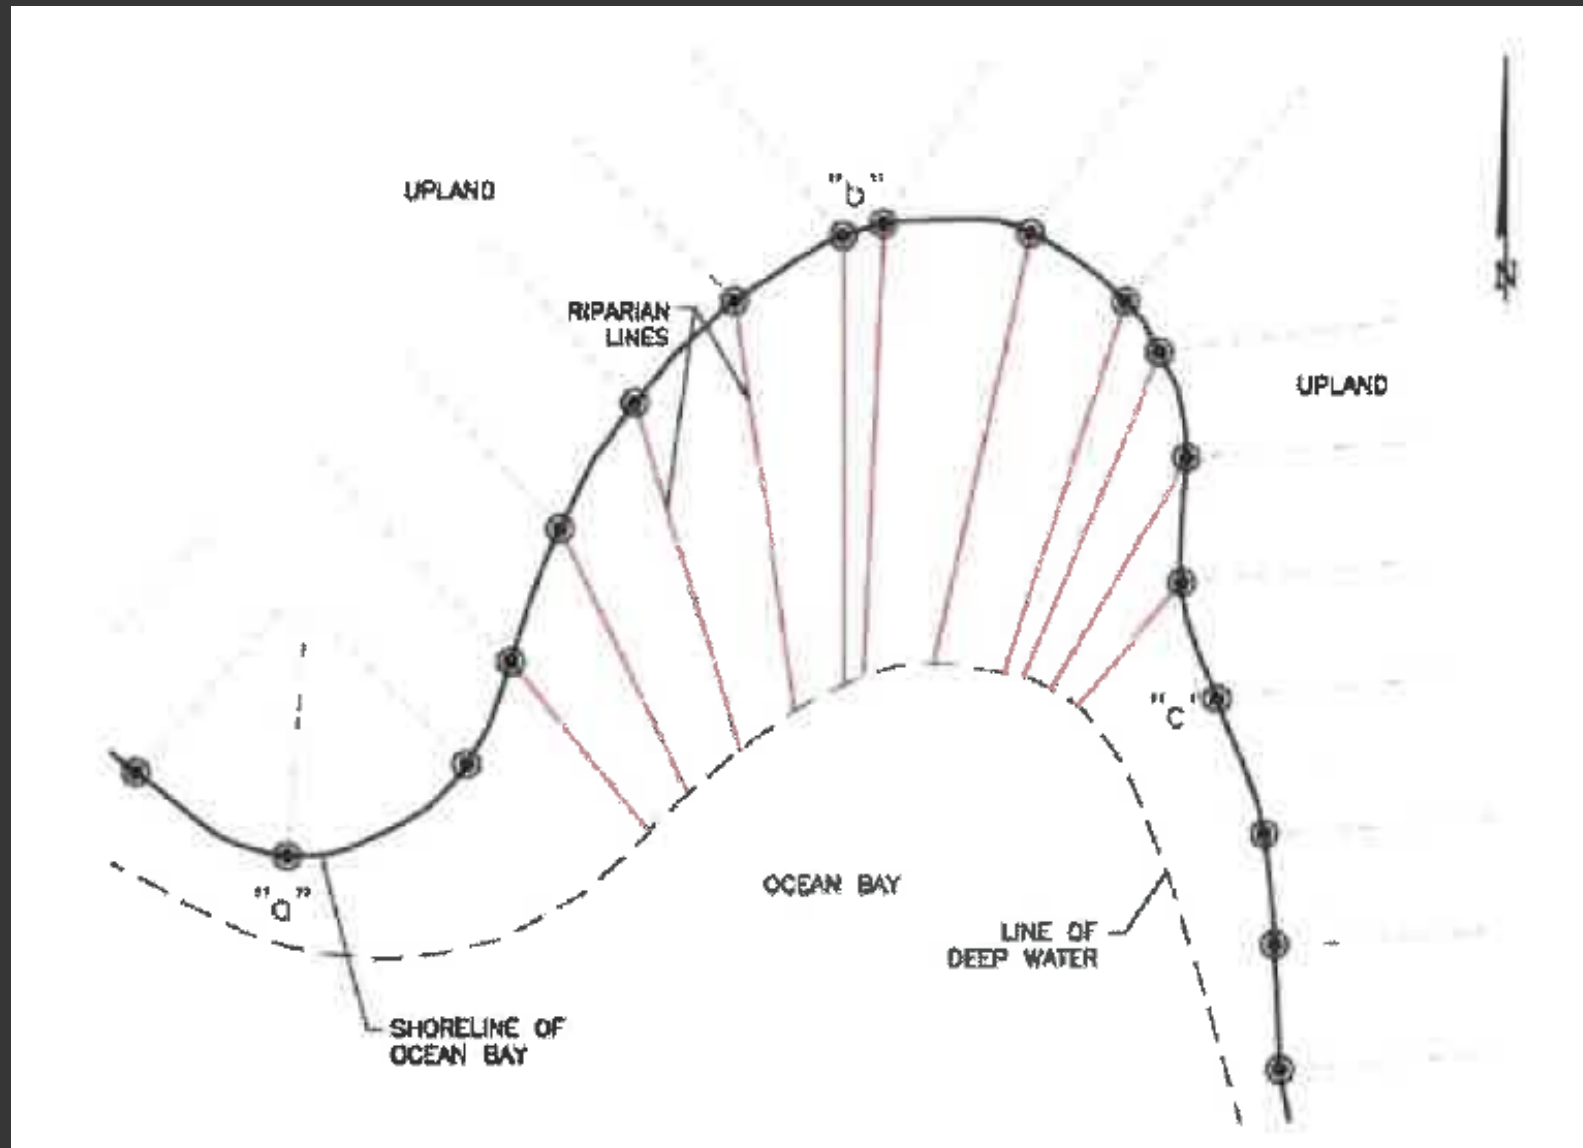 UPLAND
"b"
N
RIPARIAN
LINES
UPLAND
"c"
"a"
OCEAN BAY
LINE OF
DEEP WATER
SHORELINE OF
OCEAN BAY